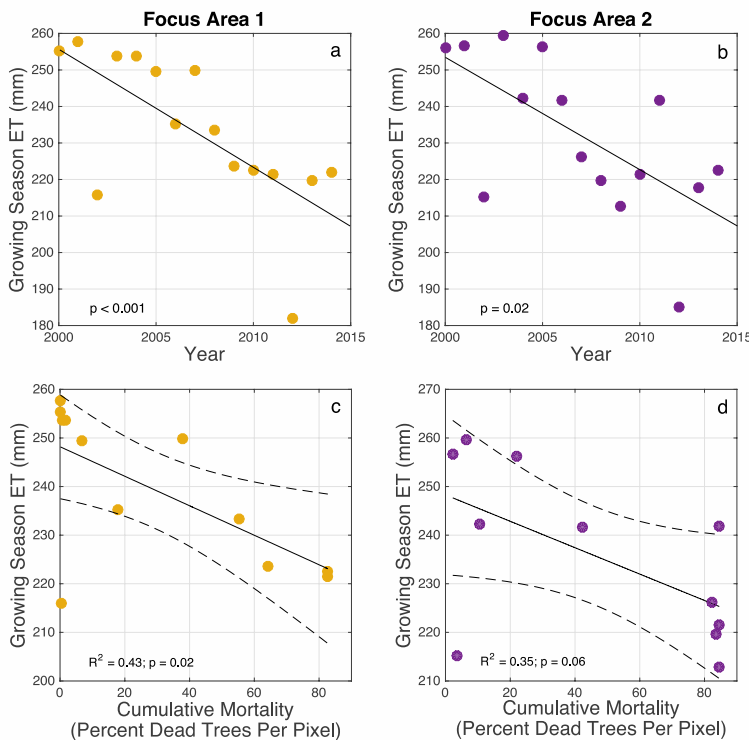 Focus Area 1
Focus Area 2
260
250
240
230
220
210
200
190
180
Growing Season ET (mm)
a
p < 0.001
2000
2005
2010
2015
Year
260
250
240
230
220
210
200
190
180
Growing Season ET (mm)
b
p = 0.02
2000
2005
2010
2015
Year
260
250
240
230
220
210
200
Growing Season ET (mm)
c
R² = 0.43; p = 0.02
0
20
40
60
80
Cumulative Mortality
(Percent Dead Trees Per Pixel)
270
260
250
240
230
220
210
Growing Season ET (mm)
d
R² = 0.35; p = 0.06
0
20
40
60
80
Cumulative Mortality
(Percent Dead Trees Per Pixel)